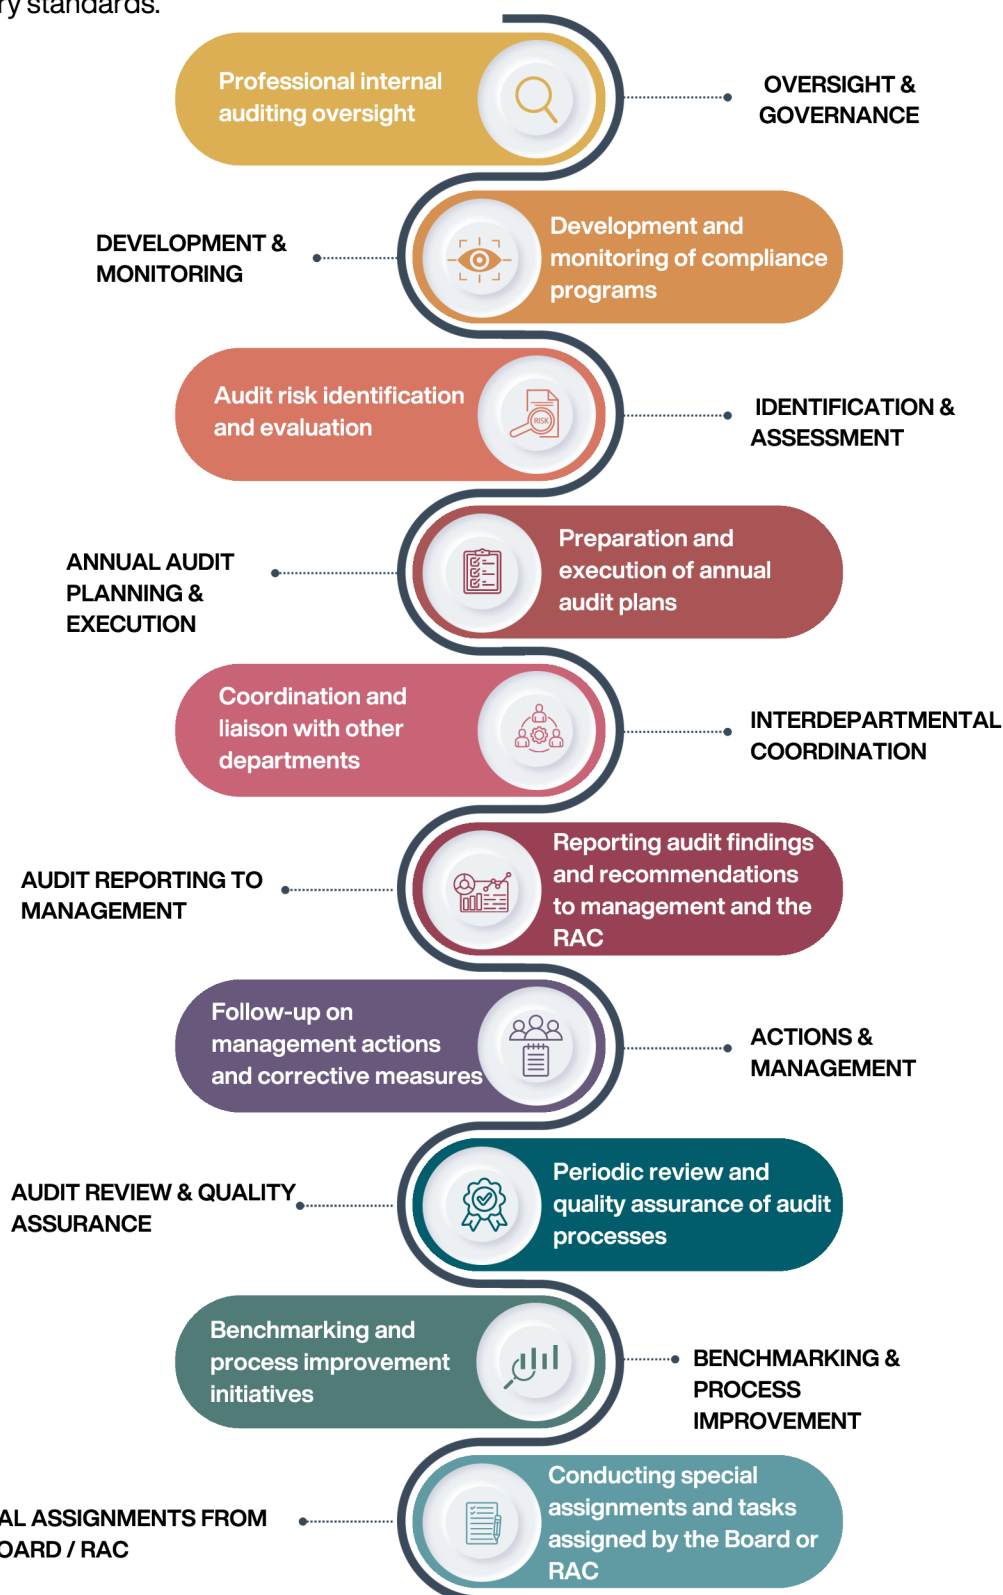 ry standards.
Professional internal
auditing oversight
OVERSIGHT &
GOVERNANCE
DEVELOPMENT &
MONITORING
Development and
monitoring of compliance
programs
Audit risk identification
and evaluation
RISK
IDENTIFICATION &
ASSESSMENT
ANNUAL AUDIT
PLANNING &
EXECUTION
Preparation and
execution of annual
audit plans
Coordination and
liaison with other
departments
INTERDEPARTMENTAL
COORDINATION
AUDIT REPORTING TO
MANAGEMENT
Reporting audit findings
and recommendations
to management and the
RAC
Follow-up on
management actions
and corrective measures
ACTIONS &
MANAGEMENT
AUDIT REVIEW & QUALITY
ASSURANCE
Periodic review and
quality assurance of audit
processes
Benchmarking and
process improvement
initiatives
BENCHMARKING &
PROCESS
IMPROVEMENT
AL ASSIGNMENTS FROM
OARD / RAC
Conducting special
assignments and tasks
assigned by the Board or
RAC